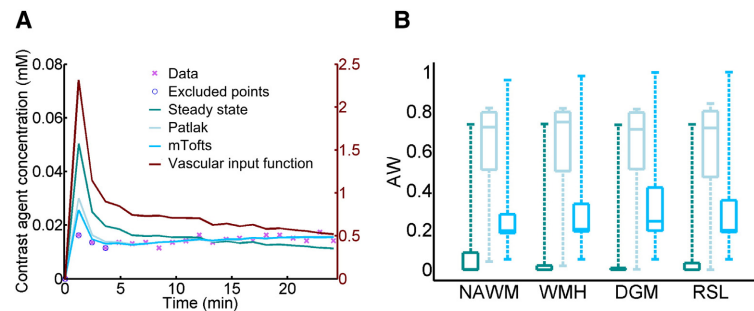 A
Contrast agent concentration (mM)
0.08
0.06
0.04
0.02
0
0
5
10
15
20
Time (min)
2.5
2
1.5
1
0.5
0
Data
Excluded points
Steady state
Patlak
mTofts
Vascular input function
B
AW
1
0.8
0.6
0.4
0.2
0
NAWM WMH DGM RSL